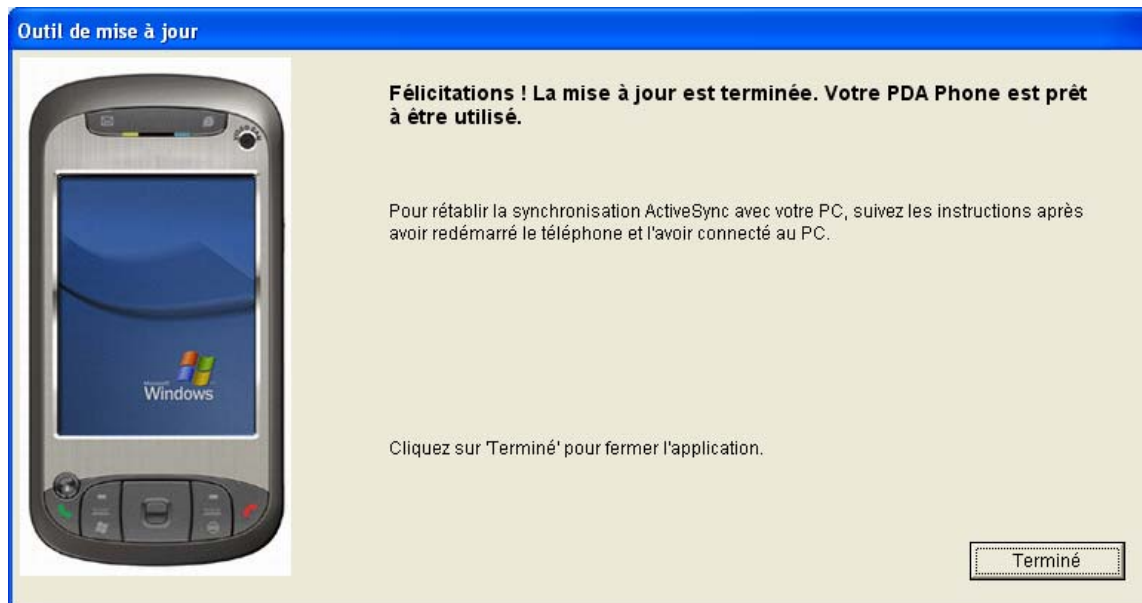 Outil de mise à jour
Félicitations ! La mise à jour est terminée. Votre PDA Phone est prêt
à être utilisé.
Pour rétablir la synchronisation ActiveSync avec votre PC, suivez les instructions après
avoir redémarré le téléphone et l'avoir connecté au PC.
Windows
Cliquez sur 'Terminé' pour fermer l'application.
Terminé